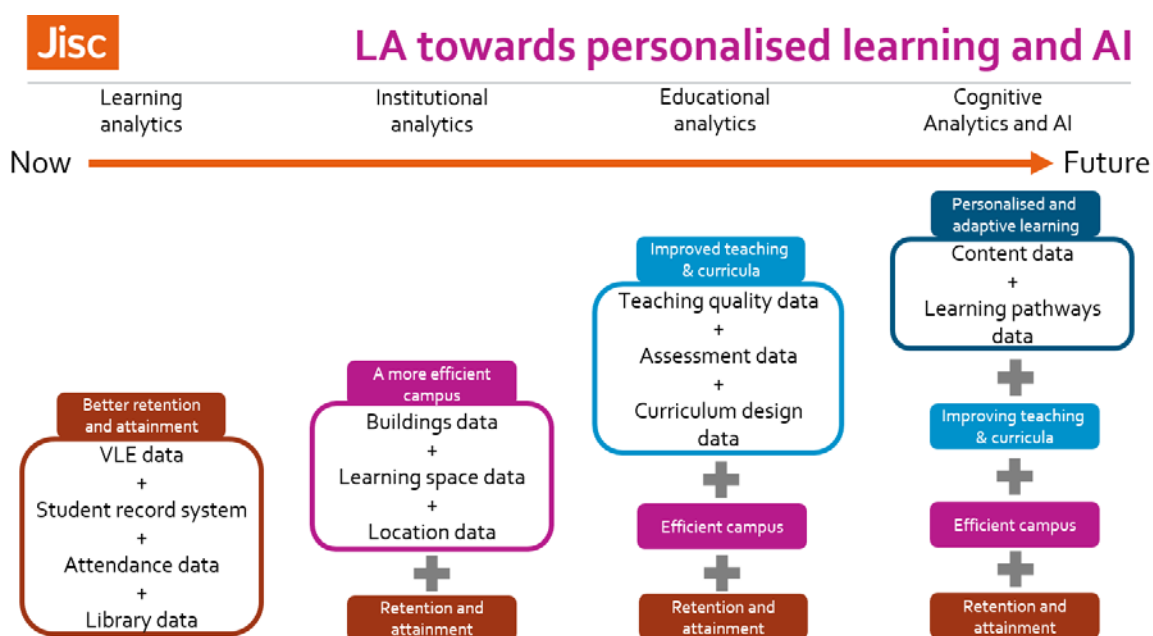 Jisc
LA towards personalised learning and AI
Learning
analytics
Institutional
analytics
Educational
analytics
Cognitive
Analytics and AI
Now
Future
Better retention
and attainment
VLE data
+
Student record system
+
Attendance data
+
Library data
A more efficient
campus
Buildings data
+
Learning space data
+
Location data
Retention and
attainment
Improved teaching
& curricula
Teaching quality data
+
Assessment data
+
Curriculum design
data
Efficient campus
Retention and
attainment
Personalised and
adaptive learning
Content data
+
Learning pathways
data
Improving teaching
& curricula
Efficient campus
Retention and
attainment